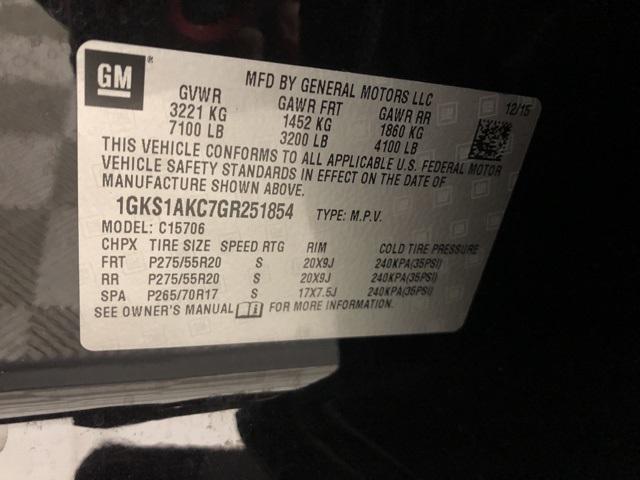 GM ®
MFD BY GENERAL MOTORS LLC
12/15
GVWR GAWR FRT GAWR RR
3221 KG 1452 KG 1860 KG
7100 LB 3200 LB 4100 LB
THIS VEHICLE CONFORMS TO ALL APPLICABLE U.S. FEDERAL MOTOR
VEHICLE SAFETY STANDARDS IN EFFECT ON THE DATE OF
MANUFACTURE SHOWN ABOVE.
1GKS1AKC7GR251854 TYPE: M.P.V.
MODEL: C15706
CHPX TIRE SIZE SPEED RTG RIM COLD TIRE PRESSURE
FRT P275/55R20 S 20X9J 240KPA(35PSI)
RR P275/55R20 S 20X9J 240KPA(35PSI)
SPA P265/70R17 S 17X7.5J 240KPA(35PSI)
SEE OWNER'S MANUAL FOR MORE INFORMATION.